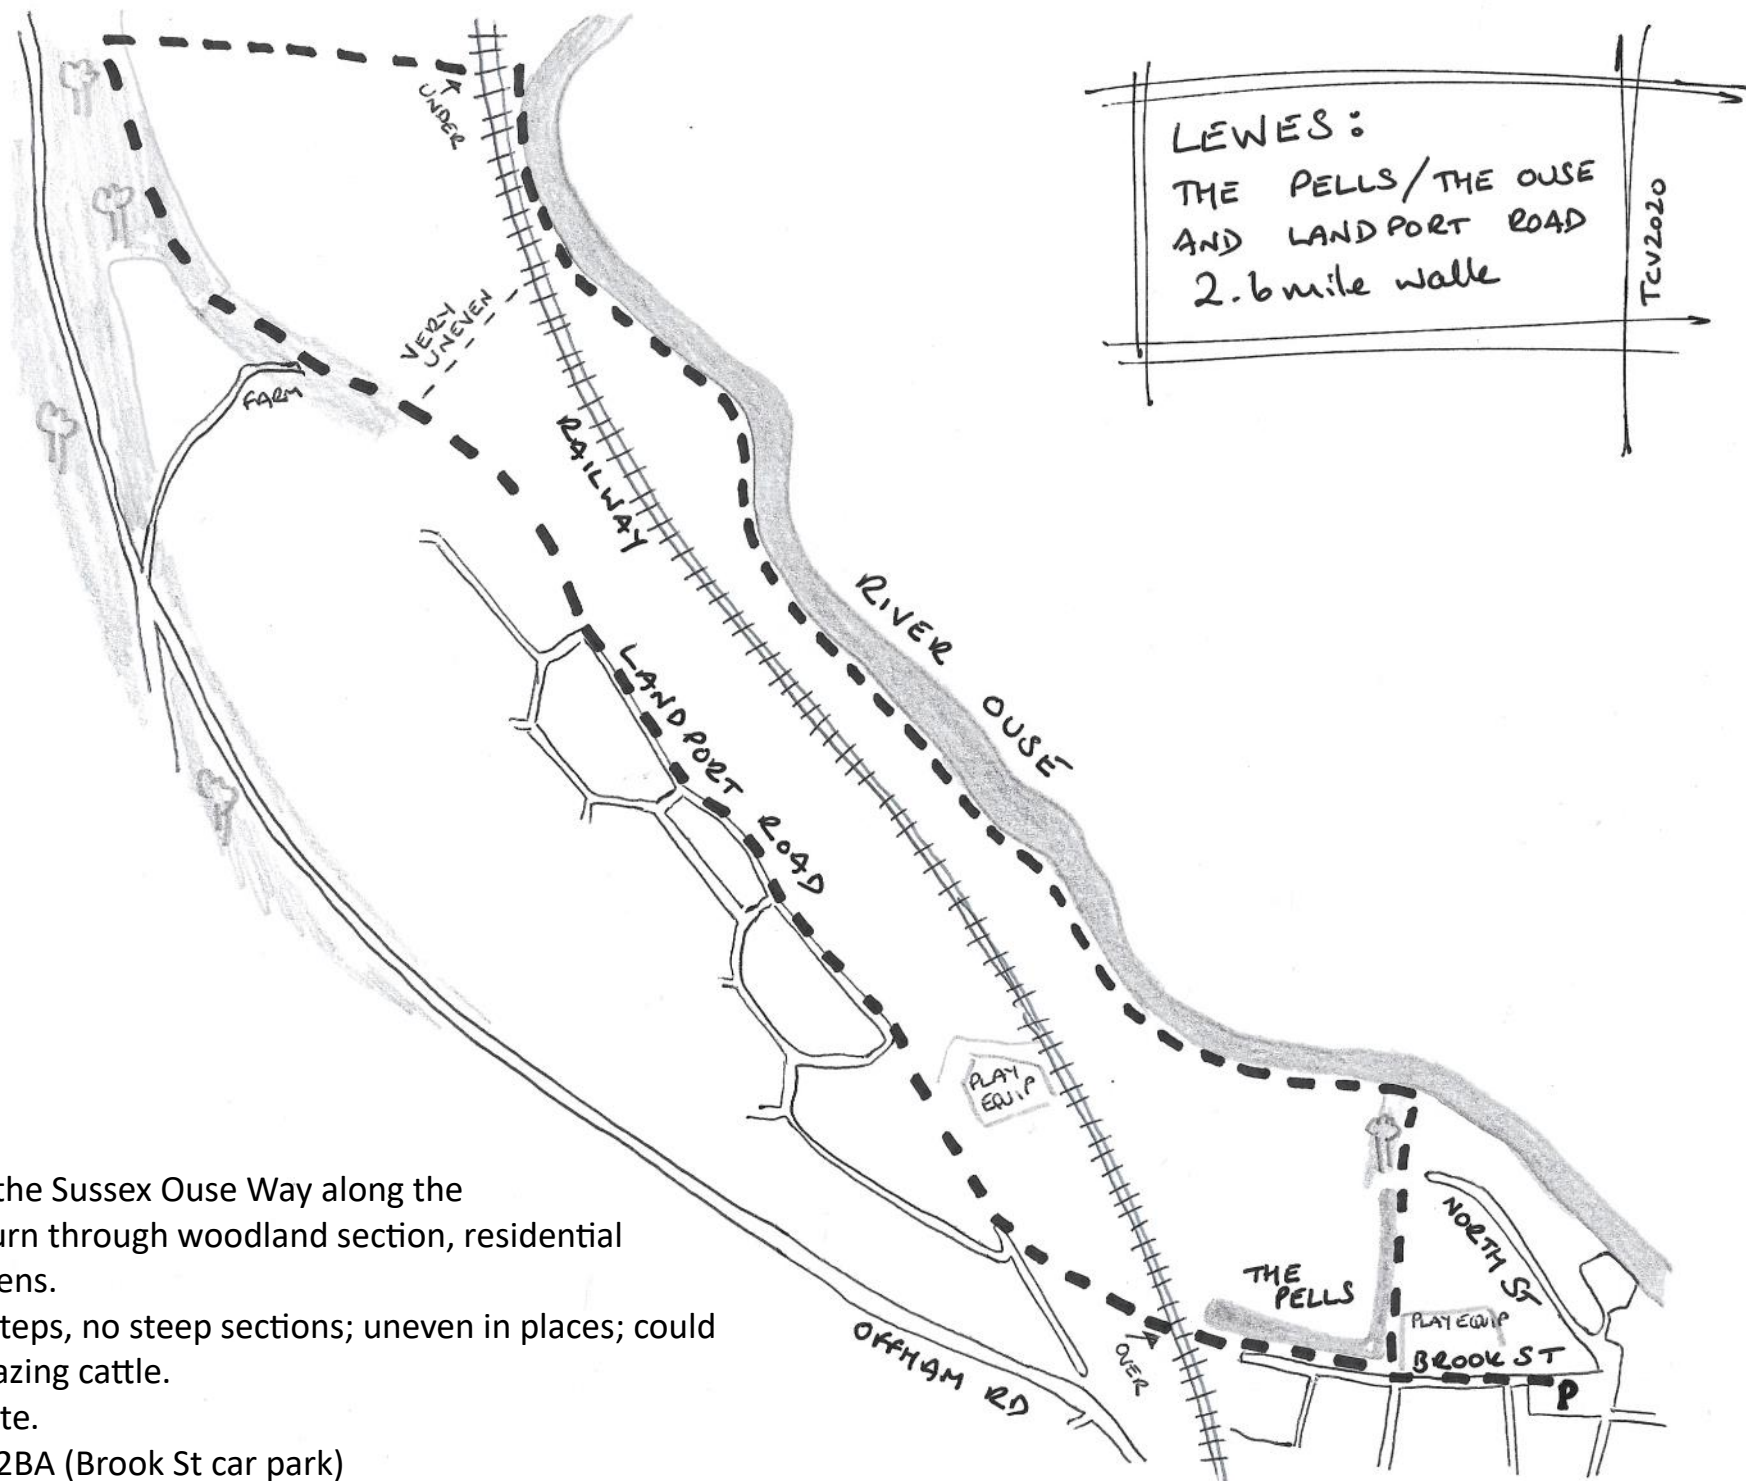 LEWES:
THE PELLS/THE OUSE
AND LANDPORT ROAD
2.6 mile walk
TCV2020
UNDER
VERY
UNEVEN
FARM
RAILWAY
RIVER OUSE
LANDPORT ROAD
PLAY
EQUIP
the Sussex Ouse Way along the
urn through woodland section, residential
ens.
teps, no steep sections; uneven in places; could
azing cattle.
te.
2BA (Brook St car park)
OFFHAM RD
OVER
THE
PELLS
NORTH ST
PLAY EQUIP
BROOK ST
P